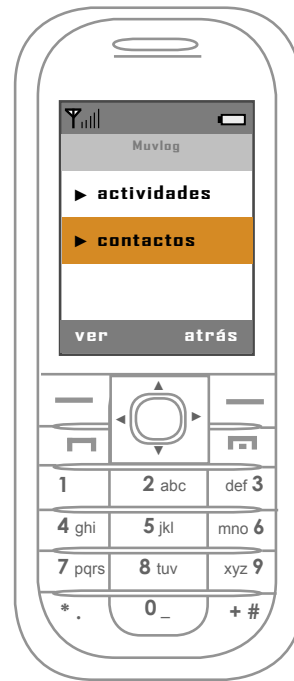 Muvlog
► actividades
► contactos
ver atrás
1 2 abc def 3
4 ghi 5 jkl mno 6
7 pqrs 8 tuv xyz 9
* . 0 _ + #